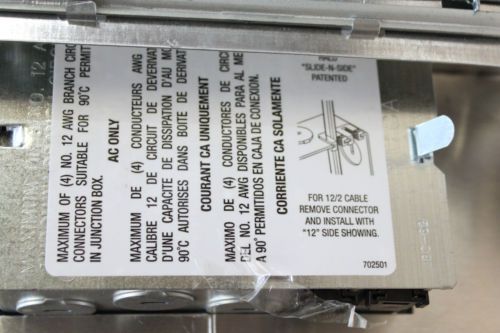 MAXIMUM OF (4) NO. 12 AWG BRANCH CIRC
CONNECTORS SUITABLE FOR 90°C PERMIT
IN JUNCTION BOX.
AC ONLY
MAXIMUM DE (4) CONDUCTEURS AWG
CALIBRE 12 DE CIRCUIT DE DERIVAT
D'UNE CAPACITE DE DISSIPATION D'AU MO
90°C AUTORISES DANS BOITE DE DERIVAT
COURANT CA UNIQUEMENT
MAXIMO DE (4) CONDUCTORES DE CIRC
DEL NO. 12 AWG DISPONIBLES PARA AL ME
A 90° PERMITIDOS EN CAJA DE CONEXION.
CORRIENTE CA SOLAMENTE
"SLIDE-N-SIDE"
PATENTED
FOR 12/2 CABLE
REMOVE CONNECTOR
AND INSTALL WITH
"12" SIDE SHOWING.
702501